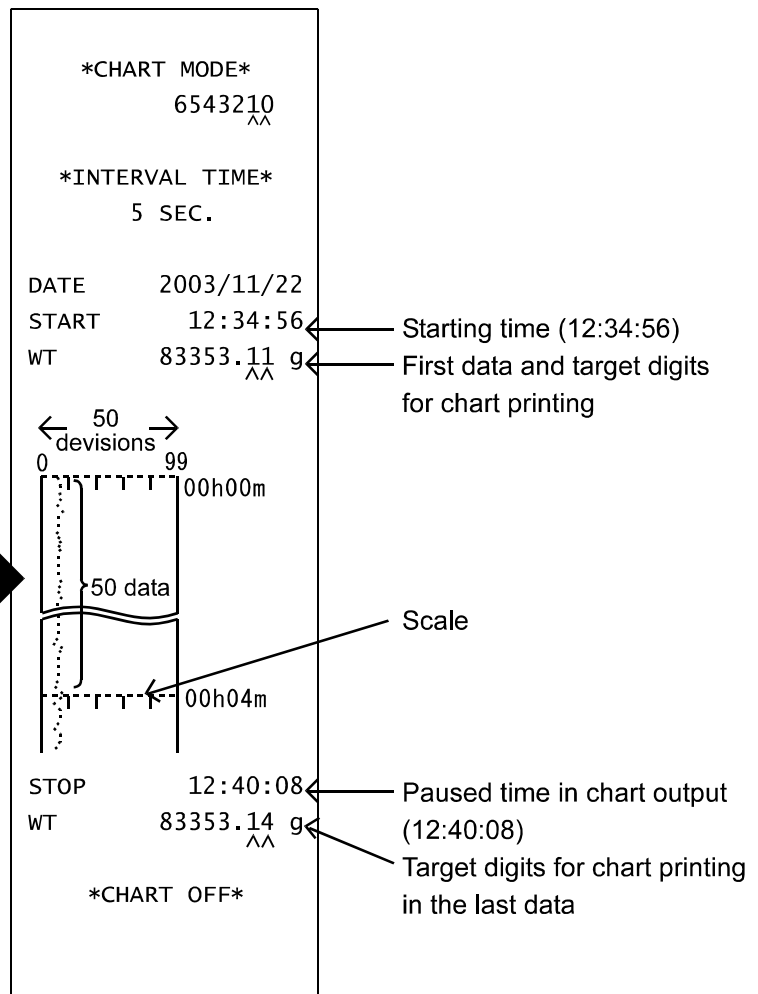 *CHART MODE*
6543210
^^
*INTERVAL TIME*
5 SEC.
DATE 2003/11/22
START 12:34:56
Starting time (12:34:56)
WT 83353.11 g
^^
First data and target digits
for chart printing
50
devisions
0 99
00h00m
50 data
Scale
00h04m
STOP 12:40:08
Paused time in chart output
(12:40:08)
WT 83353.14 g
^^
Target digits for chart printing
in the last data
*CHART OFF*